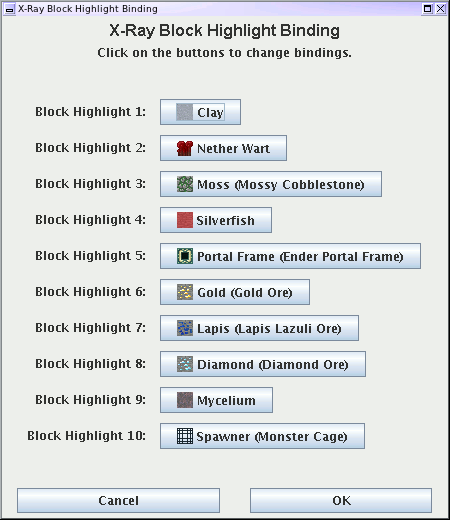 X-Ray Block Highlight Binding
X-Ray Block Highlight Binding
Click on the buttons to change bindings.
Block Highlight 1: Clay
Block Highlight 2: Nether Wart
Block Highlight 3: Moss (Mossy Cobblestone)
Block Highlight 4: Silverfish
Block Highlight 5: Portal Frame (Ender Portal Frame)
Block Highlight 6: Gold (Gold Ore)
Block Highlight 7: Lapis (Lapis Lazuli Ore)
Block Highlight 8: Diamond (Diamond Ore)
Block Highlight 9: Mycelium
Block Highlight 10: Spawner (Monster Cage)
Cancel OK